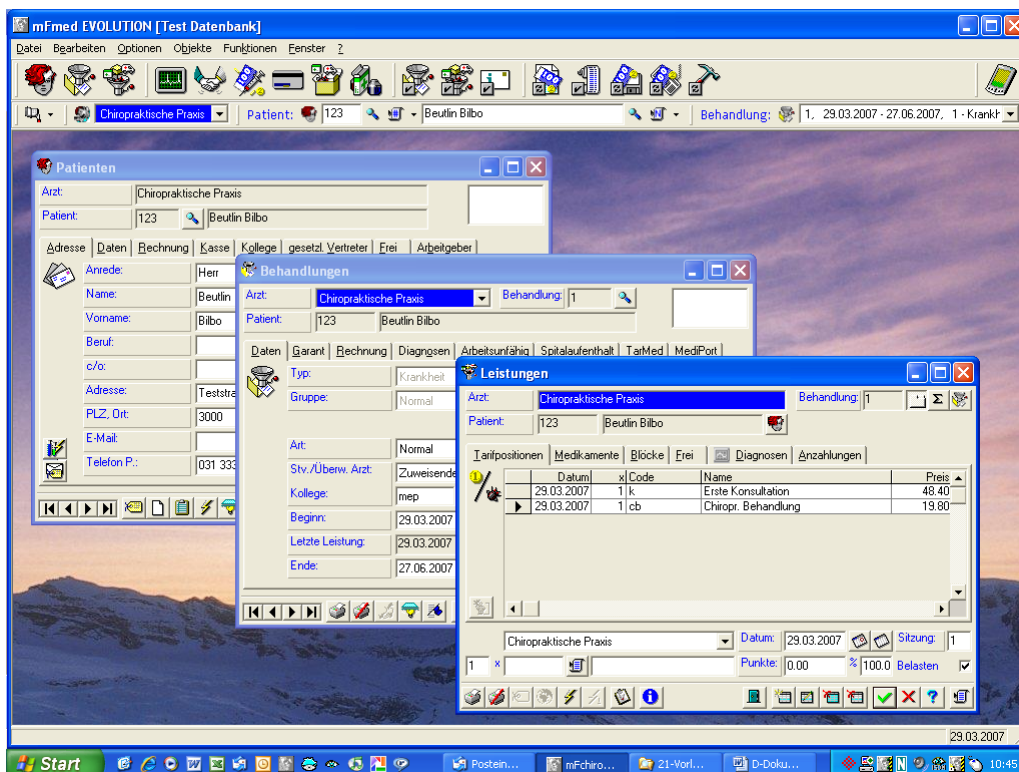 mFmed EVOLUTION [Test Datenbank]
Datei Bearbeiten Optionen Objekte Funktionen Fenster ?
Chiropraktische Praxis Patient: 123 Beutlin Bilbo Behandlung: 1, 29.03.2007 - 27.06.2007, 1 - Krankh
Patienten
Arzt: Chiropraktische Praxis
Patient: 123 Beutlin Bilbo
Adresse Daten Rechnung Kasse Kollege gesetzl. Vertreter Frei Arbeitgeber
Anrede: Herr
Name: Beutlin
Vorname: Bilbo
Beruf:
c/o:
Adresse: Teststra
PLZ, Ort: 3000
E-Mail:
Telefon P.: 031 333
Behandlungen
Arzt: Chiropraktische Praxis Behandlung: 1
Patient: 123 Beutlin Bilbo
Daten Garant Rechnung Diagnosen Arbeitsunfähig Spitalaufenthalt TarMed MediPort
Typ: Krankheit
Gruppe: Normal
Art: Normal
Stv./Überw. Arzt: Zuweisende
Kollege: mep
Beginn: 29.03.2007
Letzte Leistung: 29.03.2007
Ende: 27.06.2007
Leistungen
Arzt: Chiropraktische Praxis Behandlung: 1 Σ
Patient: 123 Beutlin Bilbo
Tarifpositionen Medikamente Blöcke Frei Diagnosen Anzahlungen
Datum x Code Name Preis
29.03.2007 1 k Erste Konsultation 48.40
29.03.2007 1 cb Chiropr. Behandlung 19.80
Chiropraktische Praxis Datum: 29.03.2007 Sitzung: 1
1 x Punkte: 0.00 % 100.0 Belasten
29.03.2007
Start Postein... mFchiro... 21-Vorl... D-Doku... 10:45